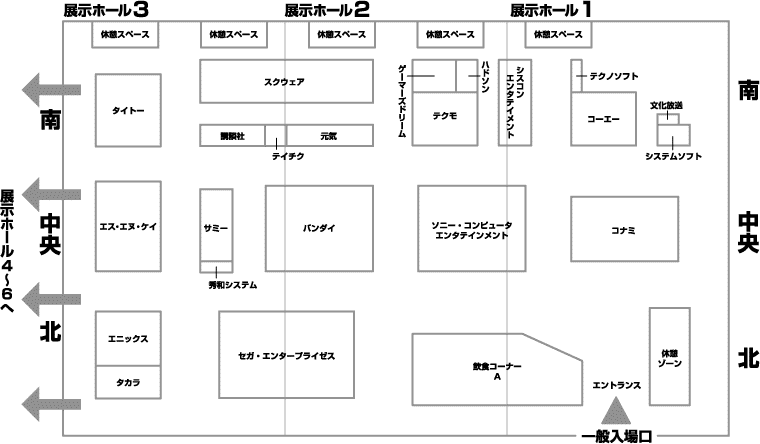 展示ホール3
展示ホール2
展示ホール1
休憩スペース
休憩スペース
休憩スペース
休憩スペース
休憩スペース
南
タイトー
スクウェア
講談社
テイチク
元気
ゲーマーズドリーム
ハドソン
テクモ
シスコン
エンタテイメント
テクノソフト
コーエー
文化放送
システムソフト
南
展示ホール4～6へ
中央
エス・エヌ・ケイ
サミー
秀和システム
バンダイ
ソニー・コンピュータ
エンタテインメント
コナミ
中央
北
エニックス
タカラ
セガ・エンタープライゼス
飲食コーナー
A
エントランス
休憩
ゾーン
北
一般入場口